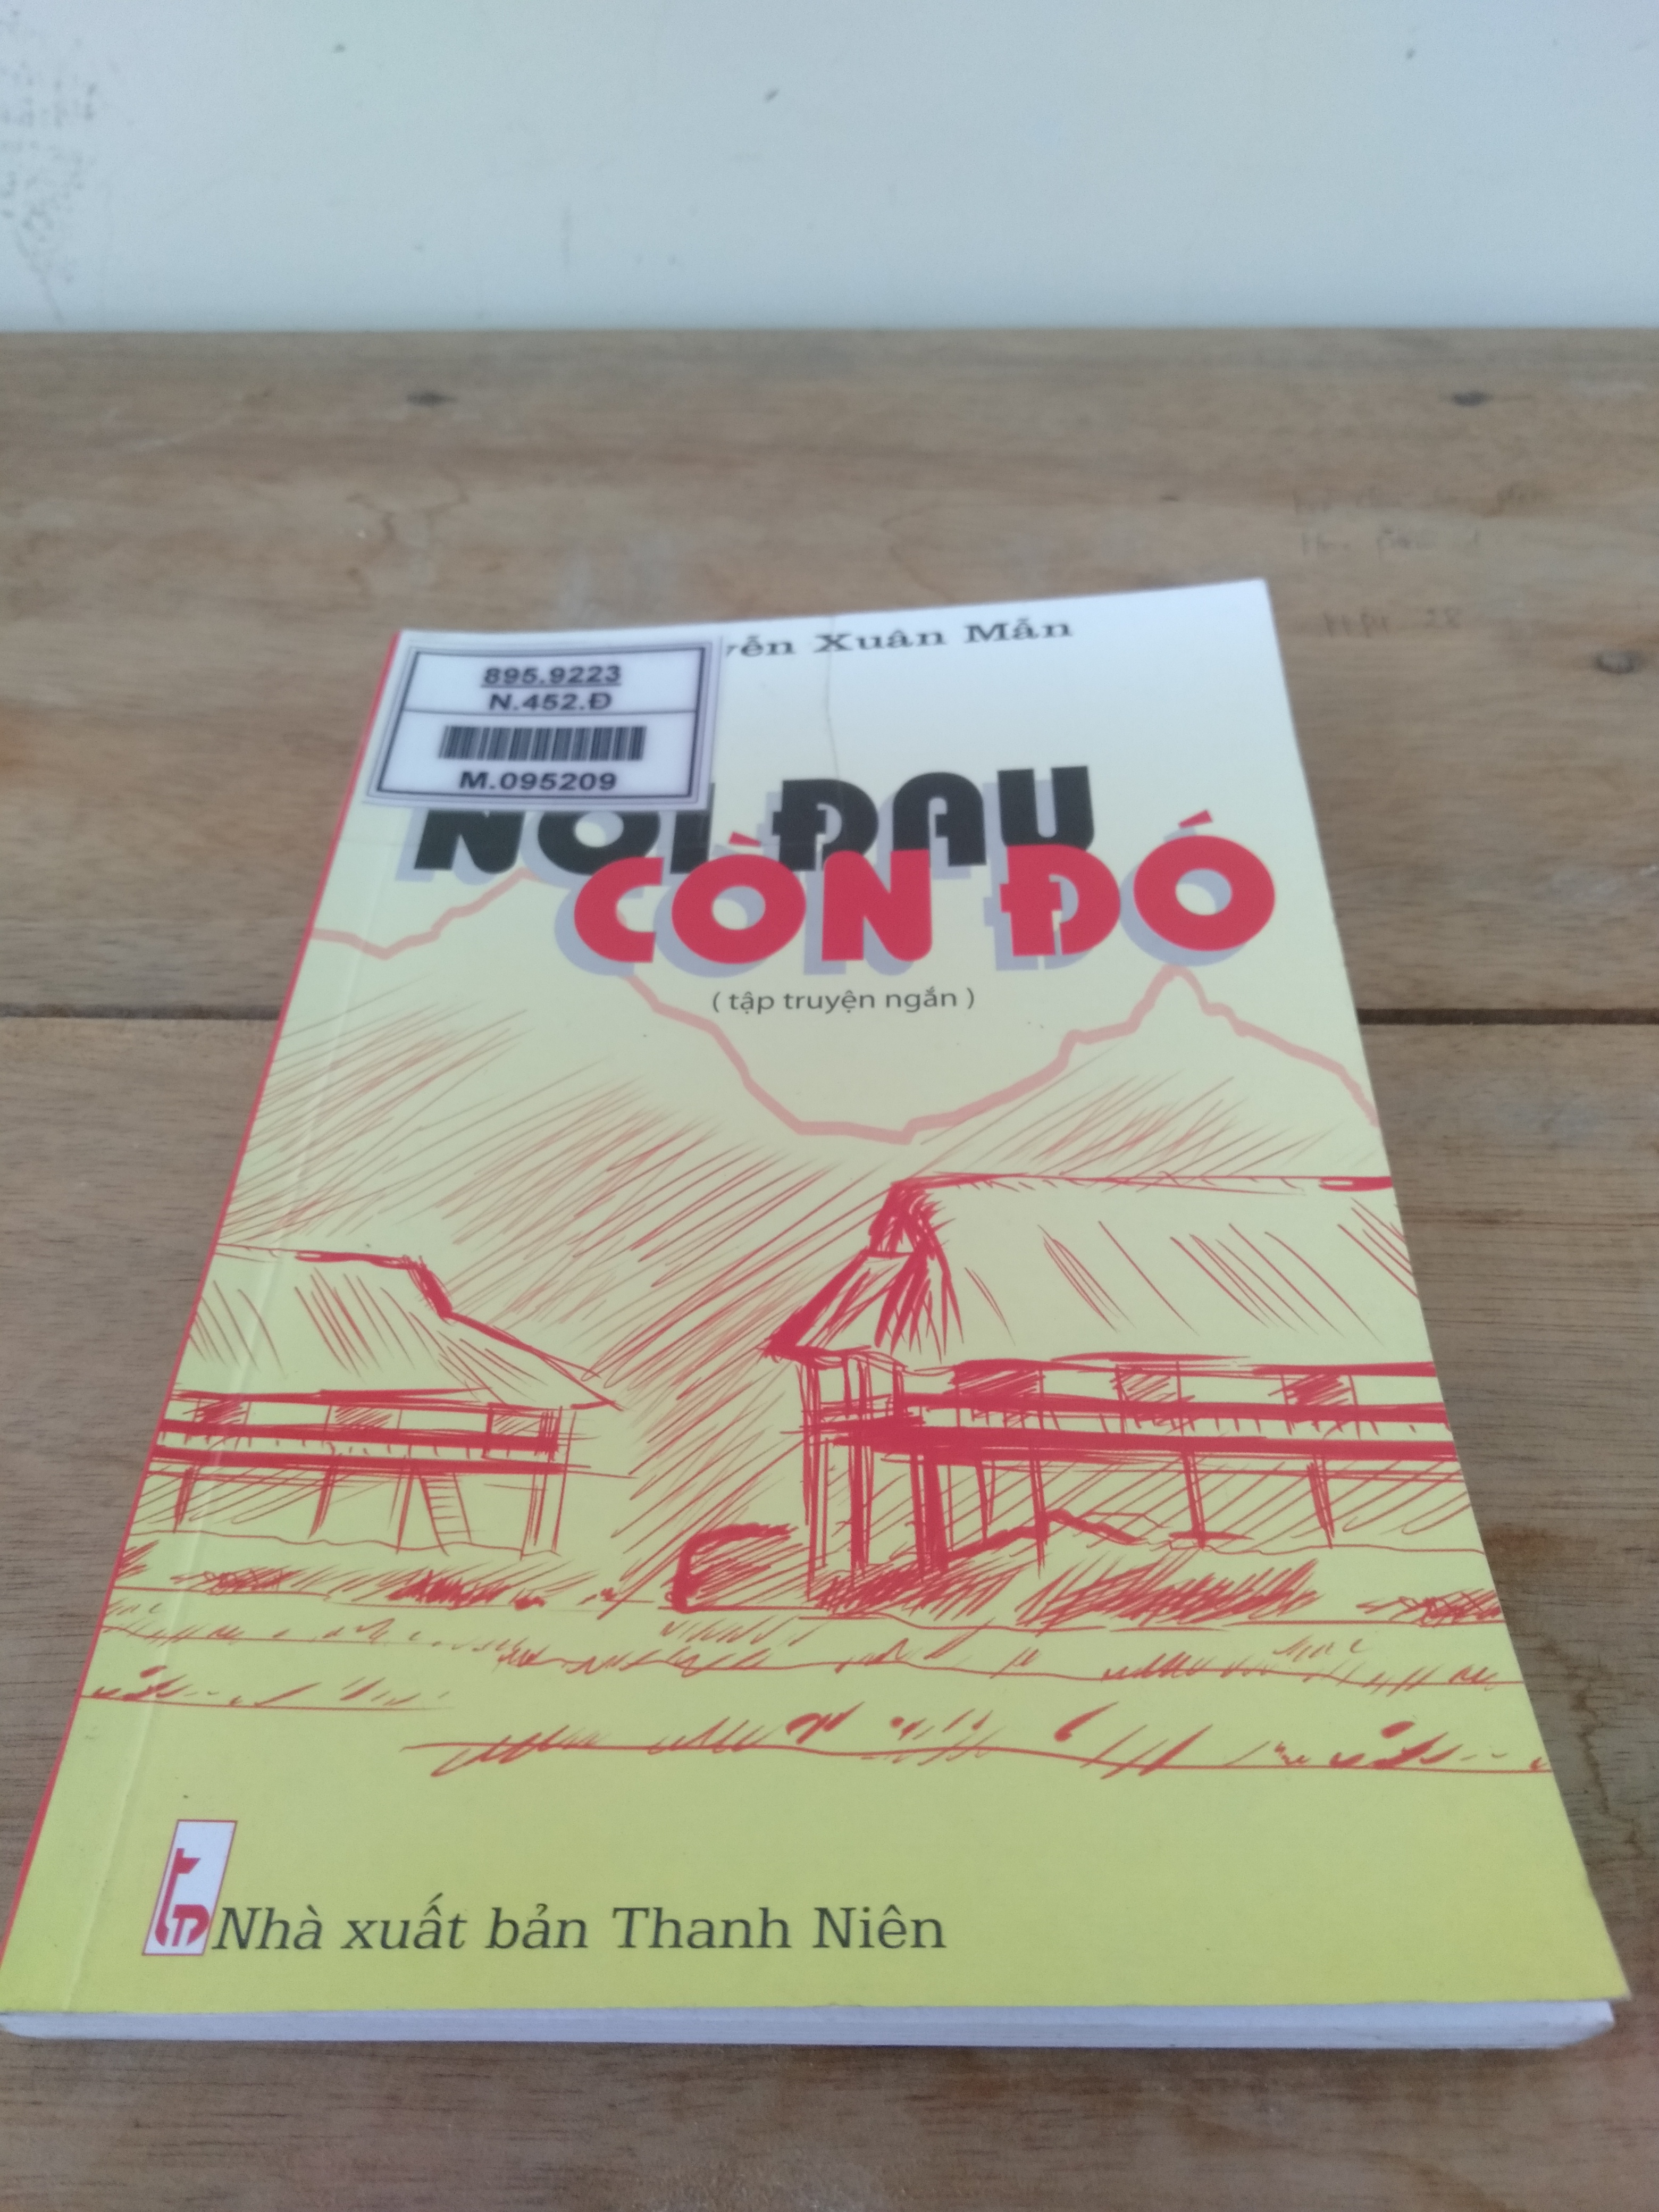 yễn Xuân Mẫn
895.9223
N.452.Đ
M.095209
NỖI ĐAU
CÒN ĐÓ
( tập truyện ngắn )
Nhà xuất bản Thanh Niên